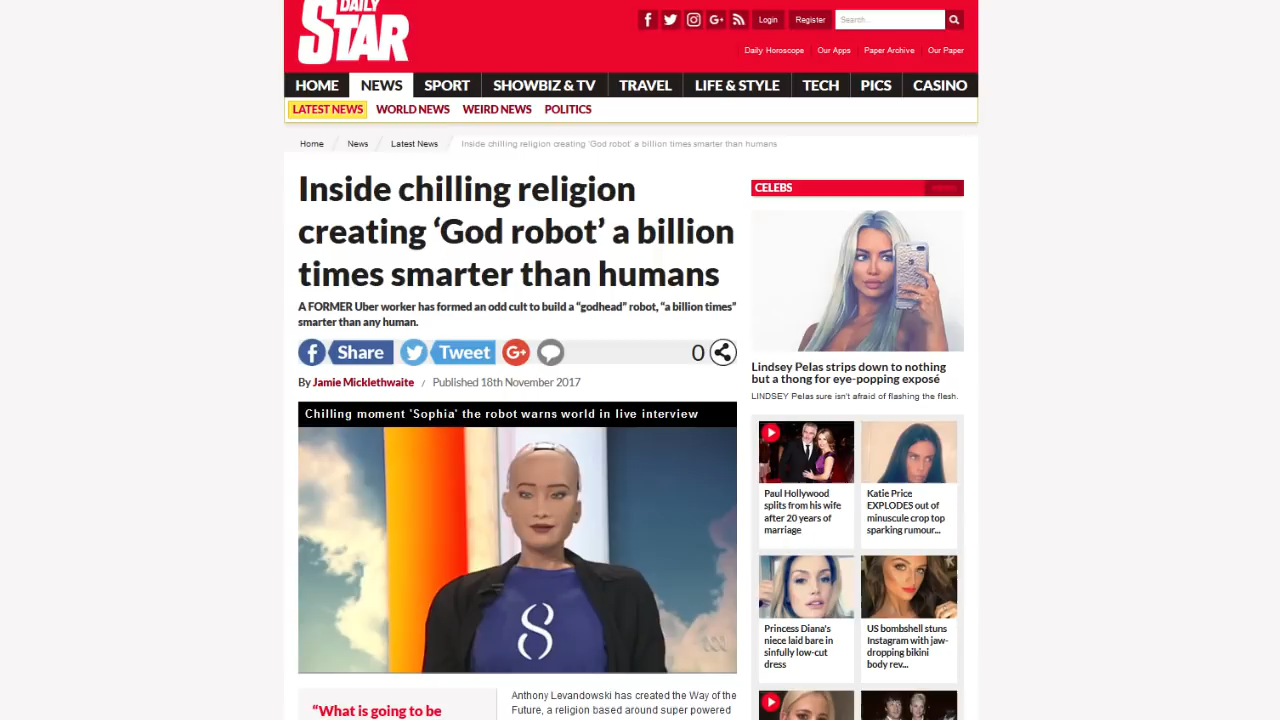 DAILY
STAR
Login
Register
Search...
Daily Horoscope
Our Apps
Paper Archive
Our Paper
HOME
NEWS
SPORT
SHOWBIZ & TV
TRAVEL
LIFE & STYLE
TECH
PICS
CASINO
LATEST NEWS
WORLD NEWS
WEIRD NEWS
POLITICS
Home
News
Latest News
Inside chilling religion creating 'God robot' a billion times smarter than humans
Inside chilling religion
creating ‘God robot’ a billion
times smarter than humans
A FORMER Uber worker has formed an odd cult to build a “godhead” robot, “a billion times”
smarter than any human.
Share
Tweet
G+
0
By Jamie Micklethwaite / Published 18th November 2017
Chilling moment 'Sophia' the robot warns world in live interview
“What is going to be
Anthony Levandowski has created the Way of the
Future, a religion based around super powered
CELEBS
Lindsey Pelas strips down to nothing
but a thong for eye-popping exposé
LINDSEY Pelas sure isn't afraid of flashing the flesh.
Paul Hollywood
splits from his wife
after 20 years of
marriage
Katie Price
EXPLODES out of
minuscule crop top
sparking rumour...
Princess Diana's
niece laid bare in
sinfully low-cut
dress
US bombshell stuns
Instagram with jaw-
dropping bikini
body rev...